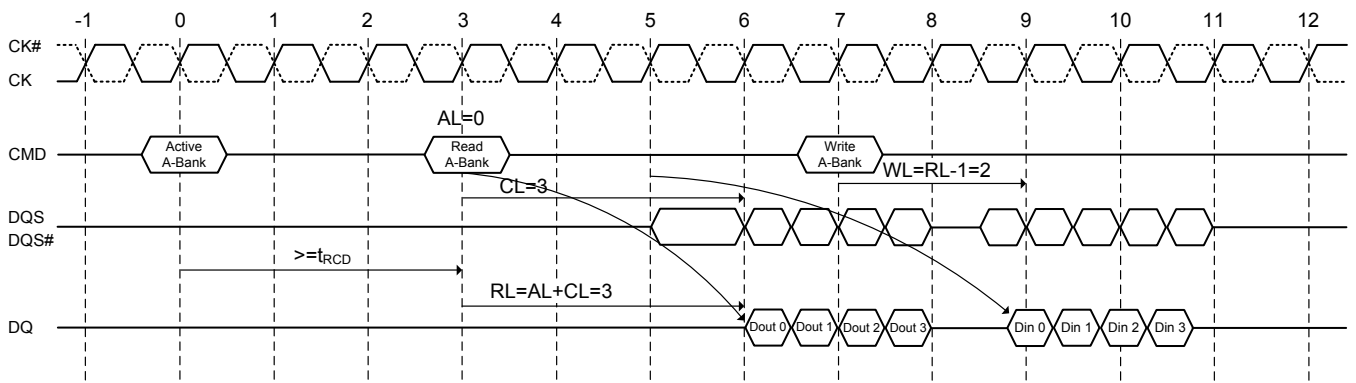 -1 0 1 2 3 4 5 6 7 8 9 10 11 12
CK#
CK
AL=0
CMD
Active
A-Bank
Read
A-Bank
Write
A-Bank
CL=3
WL=RL-1=2
DQS
DQS#
>=tRCD
RL=AL+CL=3
DQ
Dout 0 Dout 1 Dout 2 Dout 3 Din 0 Din 1 Din 2 Din 3